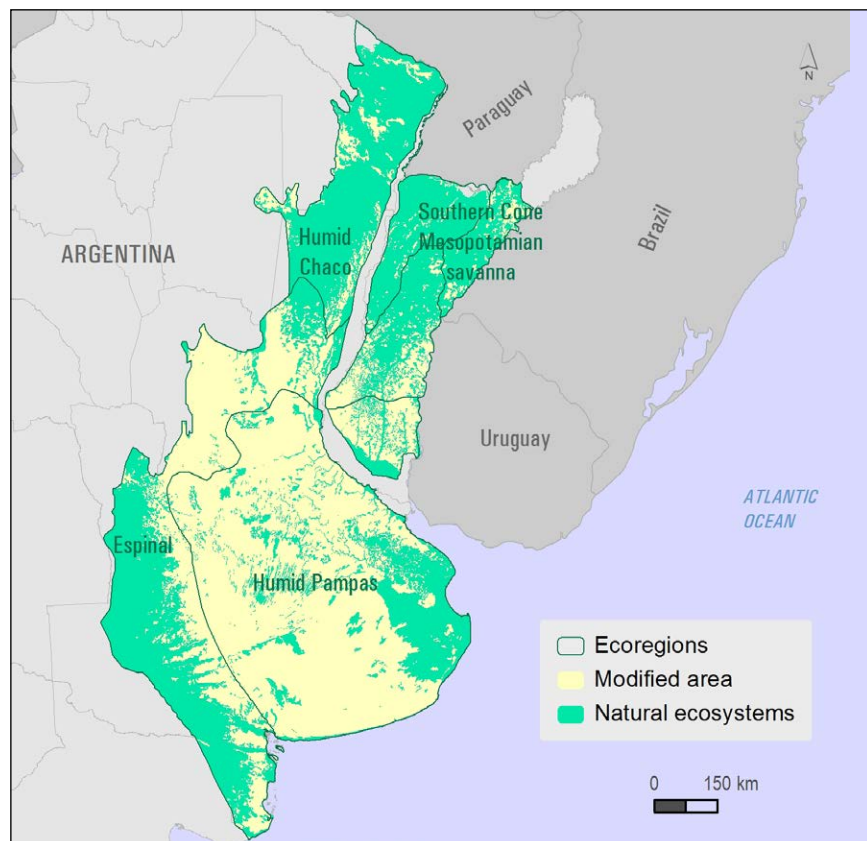 N
Paraguay
Southern Cone
Mesopotamian
savanna
Humid
Chaco
Brazil
ARGENTINA
Uruguay
ATLANTIC
OCEAN
Espinal
Humid Pampas
Ecoregions
Modified area
Natural ecosystems
0 150 km